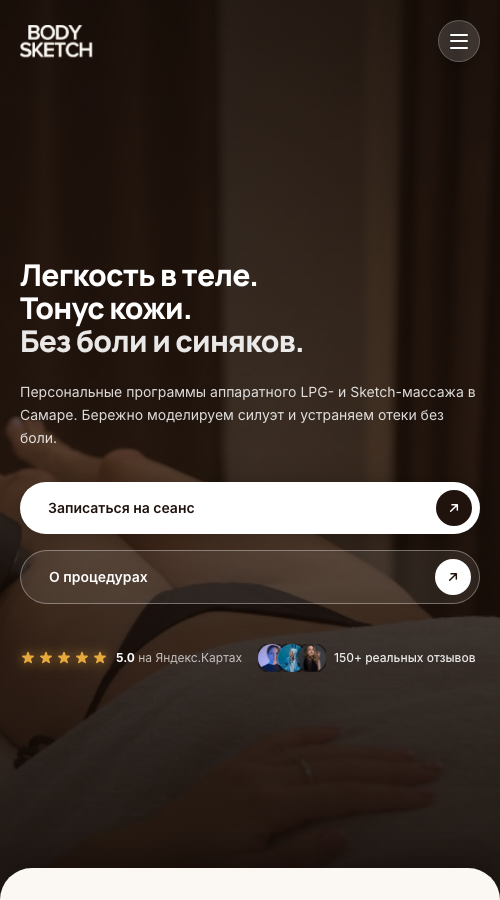 BODY
SKETCH
Легкость в теле.
Тонус кожи.
Без боли и синяков.
Персональные программы аппаратного LPG- и Sketch-массажа в
Самаре. Бережно моделируем силуэт и устраняем отеки без
боли.
Записаться на сеанс
О процедурах
5.0 на Яндекс.Картах 150+ реальных отзывов